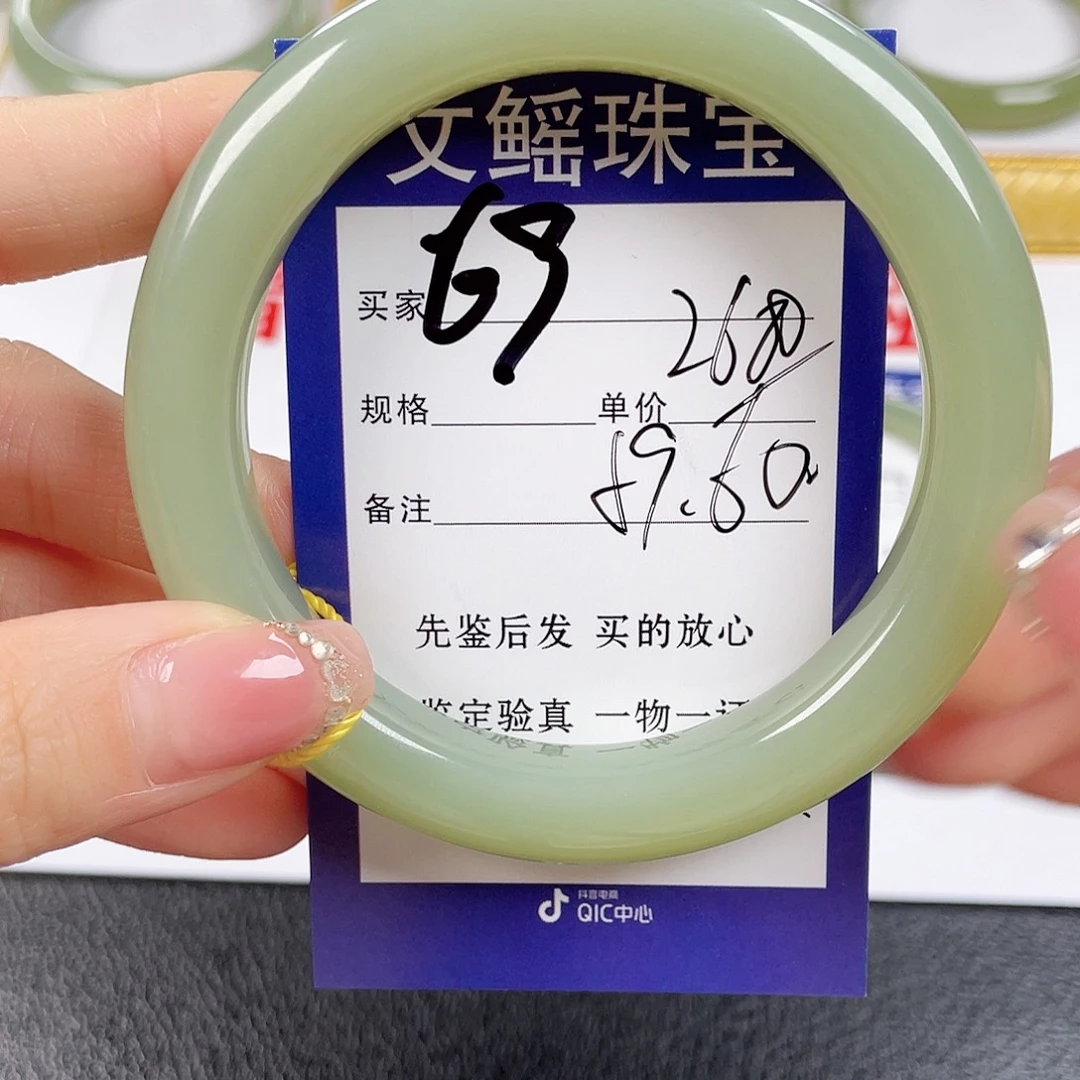 文鳐珠宝
69
买家
2680
规格 单价
89.60
备注
先鉴后发 买的放心
鉴定验真 一物一证
抖音电商
QIC中心